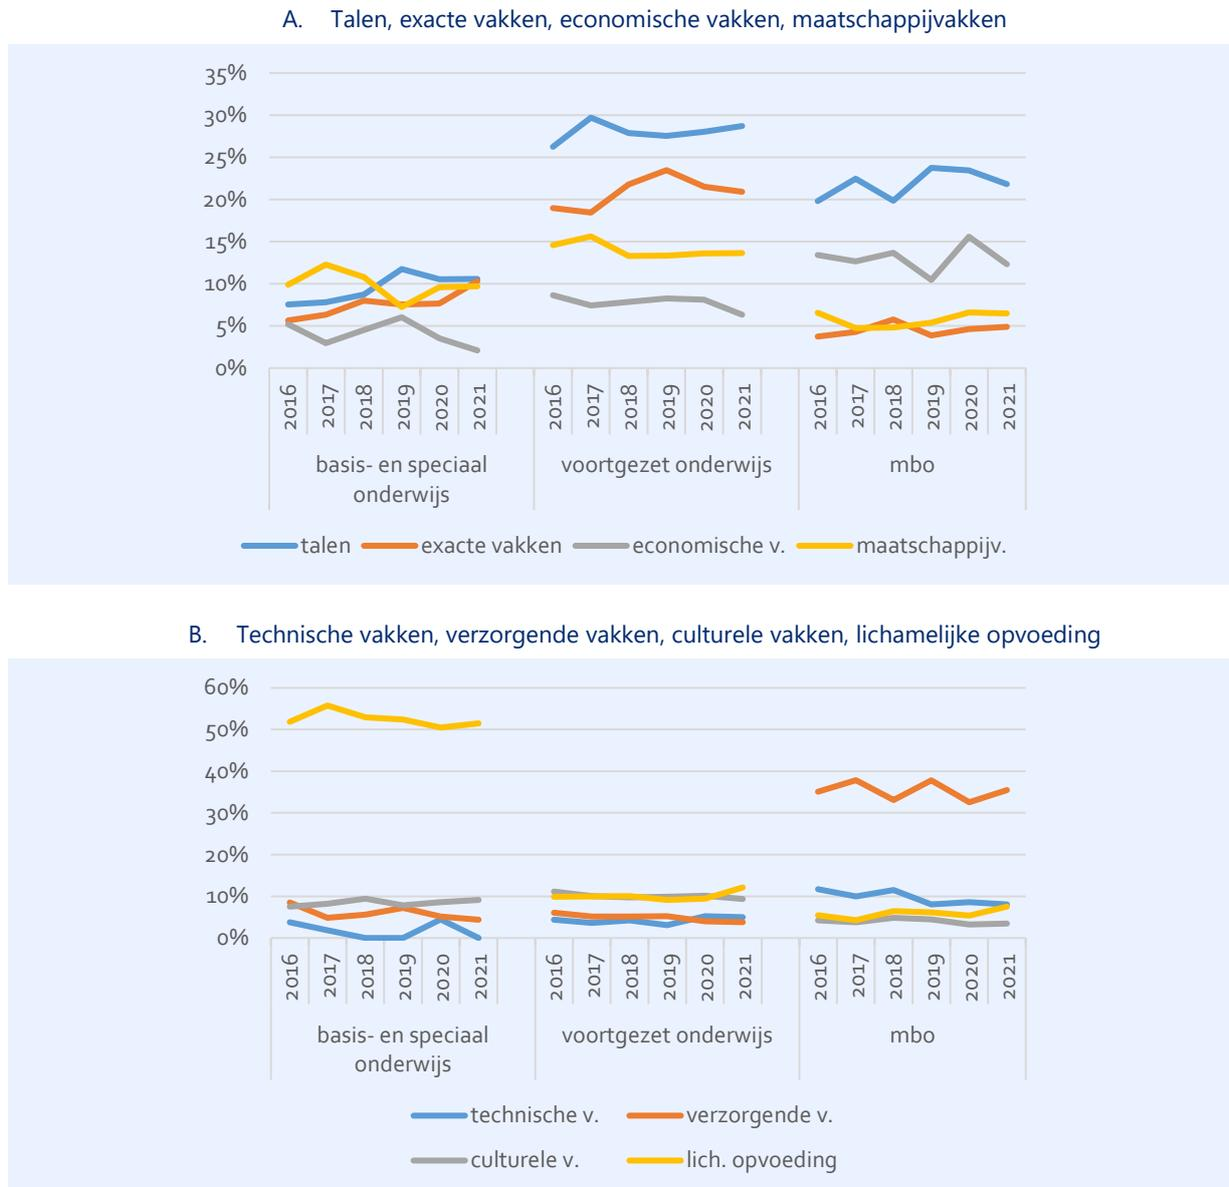 A. Talen, exacte vakken, economische vakken, maatschappijvakken
35%
30%
25%
20%
15%
10%
5%
0%
2016 2017 2018 2019 2020 2021 2016 2017 2018 2019 2020 2021 2016 2017 2018 2019 2020 2021
basis- en speciaal voortgezet onderwijs mbo
onderwijs
talen exacte vakken economische v. maatschappijv.
B. Technische vakken, verzorgende vakken, culturele vakken, lichamelijke opvoeding
60%
50%
40%
30%
20%
10%
0%
2016 2017 2018 2019 2020 2021 2016 2017 2018 2019 2020 2021 2016 2017 2018 2019 2020 2021
basis- en speciaal voortgezet onderwijs mbo
onderwijs
technische v. verzorgende v.
culturele v. lich. opvoeding